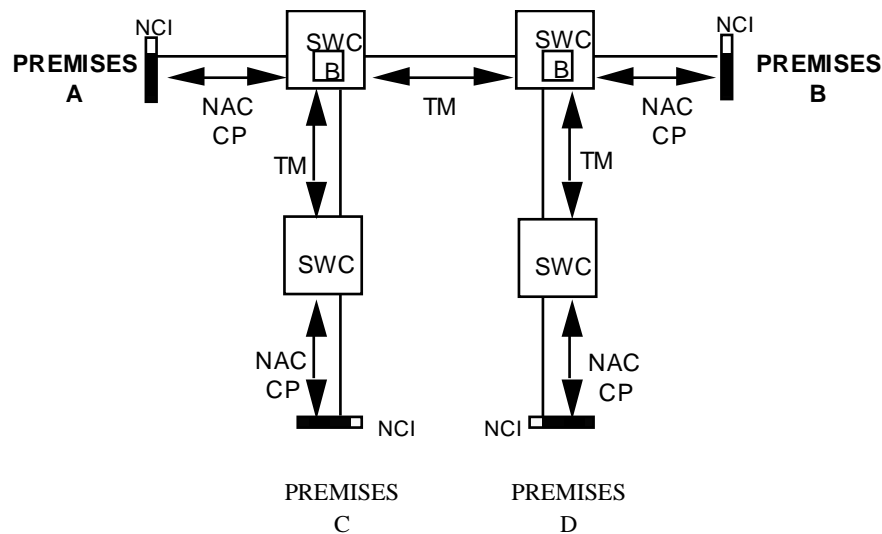 NCI
SWC
SWC
NCI
PREMISES
A
B
B
PREMISES
B
NAC
CP
TM
NAC
CP
TM
TM
SWC
SWC
NAC
CP
NAC
CP
NCI
NCI
PREMISES
C
PREMISES
D